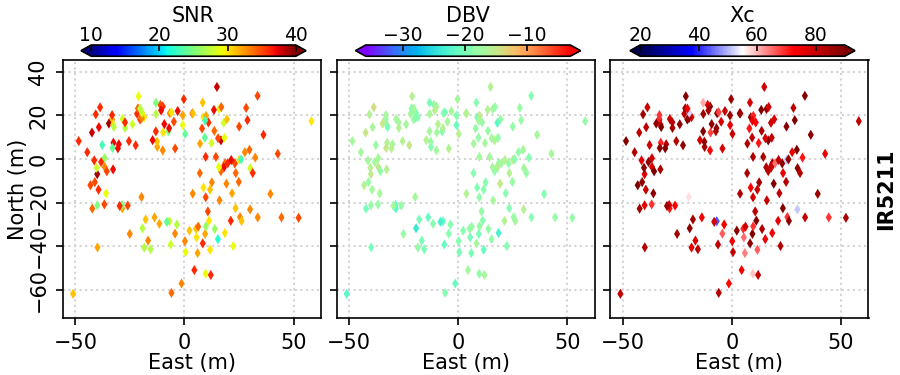 SNR DBV Xc
10 20 30 40 −30 −20 −10 20 40 60 80
40
20
0
−20
−40
−60
North (m)
−50 0 50 −50 0 50 −50 0 50
East (m) East (m) East (m)
IR5211